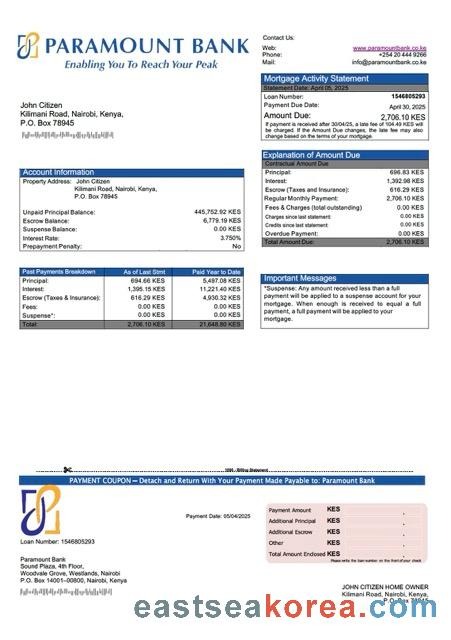 PARAMOUNT BANK
Enabling You To Reach Your Peak
Contact Us:
Web: www.paramountbank.co.ke
Phone: +254 20 444 9266
Mail: info@paramountbank.co.ke
John Citizen
Kilimani Road, Nairobi, Kenya,
P.O. Box 78945
Mortgage Activity Statement
Statement Date: April 05, 2025
Loan Number: 1546805293
Payment Due Date: April 30, 2025
Amount Due: 2,706.10 KES
If payment is received after 30/04/25, a late fee of 104.49 KES will
be charged. If the Amount Due changes, the late fee may also
change based on the terms of your mortgage.
Explanation of Amount Due
Contractual Amount Due
Principal: 696.83 KES
Interest: 1,392.98 KES
Escrow (Taxes and Insurance): 616.29 KES
Regular Monthly Payment: 2,706.10 KES
Fees & Charges (total outstanding) 0.00 KES
Charges since last statement: 0.00 KES
Credits since last statement: 0.00 KES
Overdue Payment: 0.00 KES
Total Amount Due: 2,706.10 KES
Account Information
Property Address: John Citizen
Kilimani Road, Nairobi, Kenya,
P.O. Box 78945
Unpaid Principal Balance: 445,752.92 KES
Escrow Balance: 6,779.19 KES
Suspense Balance: 0.00 KES
Interest Rate: 3.750%
Prepayment Penalty: No
Past Payments Breakdown As of Last Stmt Paid Year to Date
Principal: 694.66 KES 5,497.08 KES
Interest: 1,395.15 KES 11,221.40 KES
Escrow (Taxes & Insurance): 616.29 KES 4,930.32 KES
Fees: 0.00 KES 0.00 KES
Suspense*: 0.00 KES 0.00 KES
Total: 2,706.10 KES 21,648.80 KES
Important Messages
*Suspense: Any amount received less than a full
payment will be applied to a suspense account for your
mortgage. When enough is received to equal a full
payment, a full payment will be applied to your
mortgage.
PAYMENT COUPON – Detach and Return With Your Payment Made Payable to: Paramount Bank
Loan Number: 1546805293
Payment Date: 05/04/2025
Payment Amount KES
Additional Principal KES
Additional Escrow KES
Other KES
Total Amount Enclosed KES
Please write the loan number on the front of your check.
Paramount Bank
Sound Plaza, 4th Floor,
Woodvale Grove, Westlands, Nairobi
P.O. Box 14001–00800, Nairobi, Kenya
JOHN CITIZEN HOME OWNER
Kilimani Road, Nairobi, Kenya,
P.O. Box 78945
eastseakorea.com